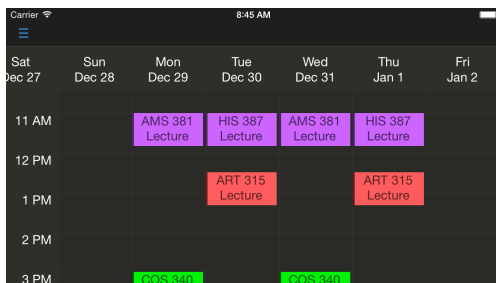 Carrier 8:45 AM
Sat Sun Mon Tue Wed Thu Fri
Dec 27 Dec 28 Dec 29 Dec 30 Dec 31 Jan 1 Jan 2
11 AM AMS 381 HIS 387 AMS 381 HIS 387
Lecture Lecture Lecture Lecture
12 PM
ART 315 ART 315
1 PM Lecture Lecture
2 PM
3 PM COS 340 COS 340